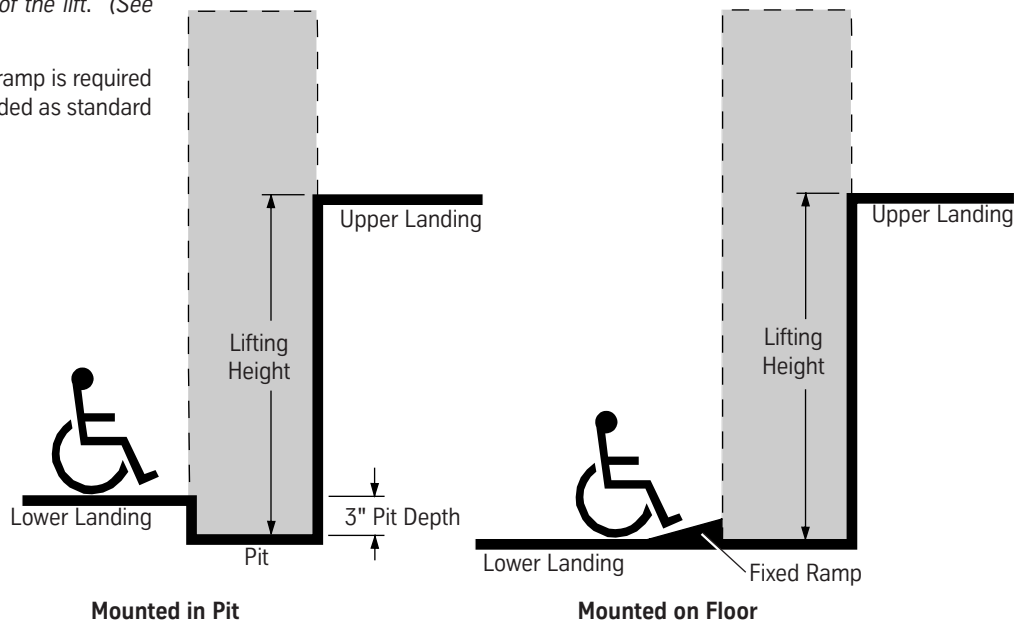 of the lift. (See
ramp is required
ded as standard
Upper Landing
Lifting
Height
Lower Landing
3" Pit Depth
Pit
Mounted in Pit
Upper Landing
Lifting
Height
Lower Landing
Fixed Ramp
Mounted on Floor